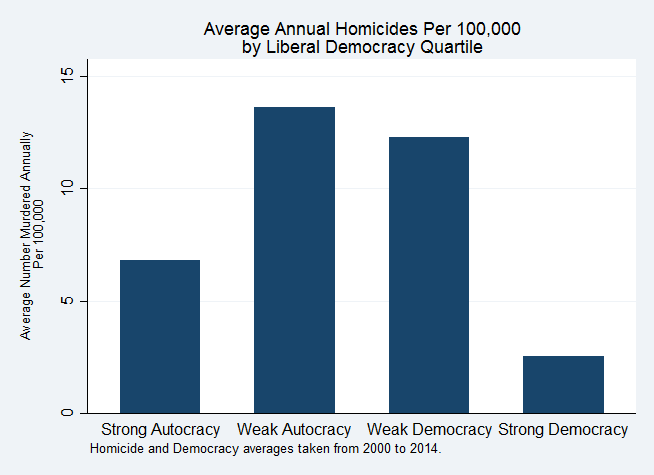 Average Annual Homicides Per 100,000
by Liberal Democracy Quartile
Average Number Murdered Annually
Per 100,000
15
10
5
0
Strong Autocracy
Weak Autocracy
Weak Democracy
Strong Democracy
Homicide and Democracy averages taken from 2000 to 2014.